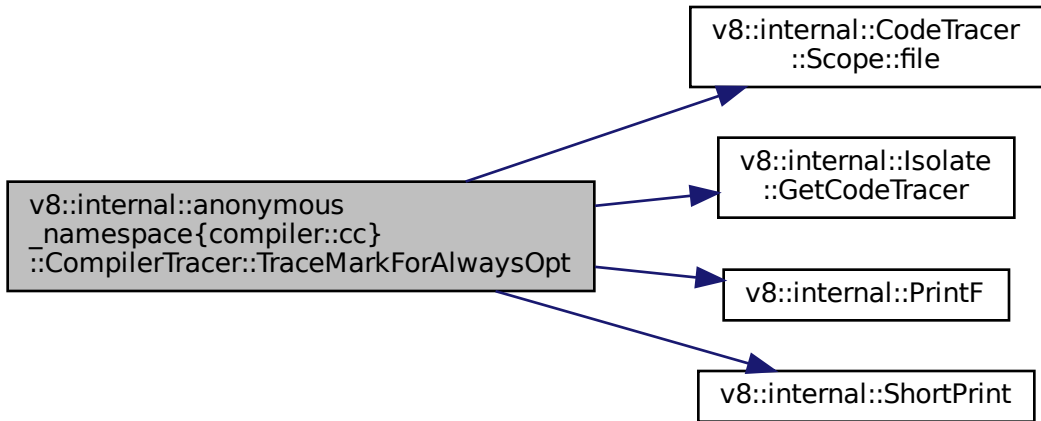 v8::internal::CodeTracer
::Scope::file
v8::internal::Isolate
::GetCodeTracer
v8::internal::anonymous
_namespace{compiler::cc}
::CompilerTracer::TraceMarkForAlwaysOpt
v8::internal::PrintF
v8::internal::ShortPrint